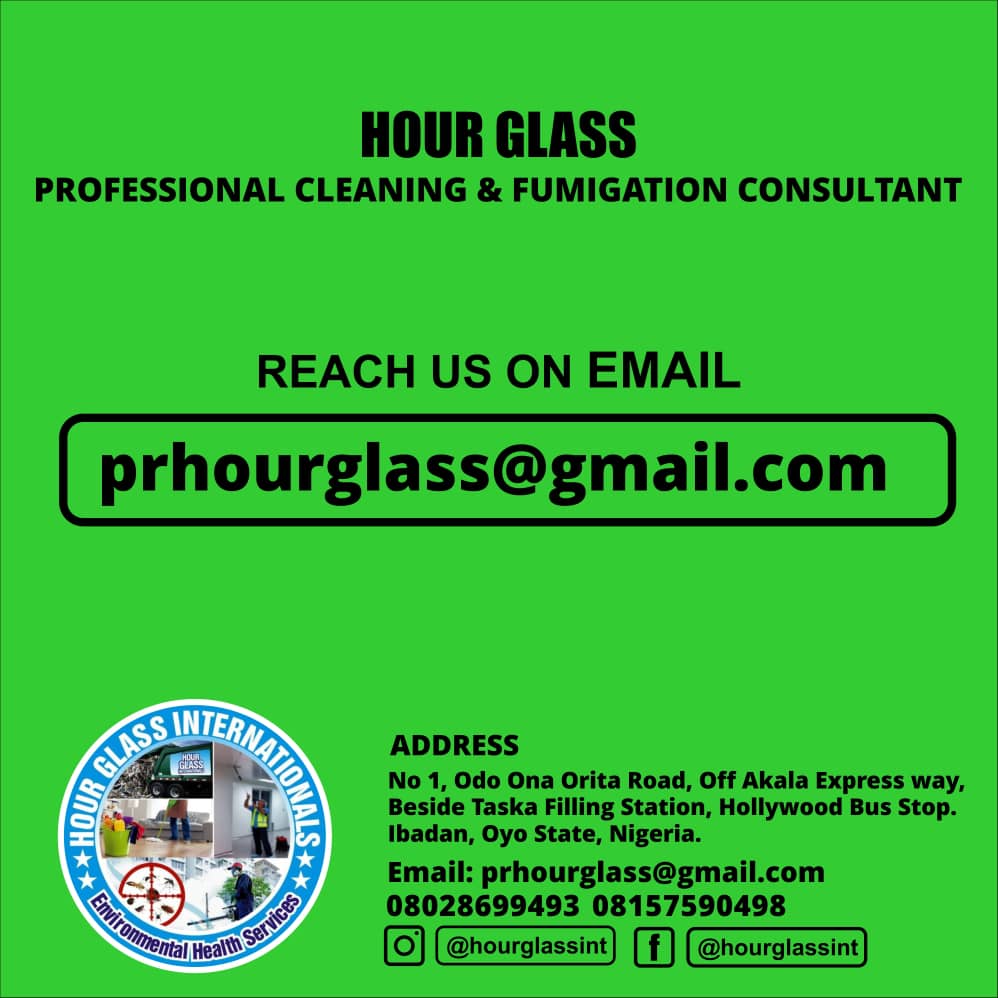 HOUR GLASS
PROFESSIONAL CLEANING & FUMIGATION CONSULTANT
REACH US ON EMAIL
prhourglass@gmail.com
HOUR GLASS INTERNATIONALS
HOUR
GLASS
Environmental Health Services
ADDRESS
No 1, Odo Ona Orita Road, Off Akala Express way,
Beside Taska Filling Station, Hollywood Bus Stop.
Ibadan, Oyo State, Nigeria.
Email: prhourglass@gmail.com
08028699493 08157590498
@hourglassint f @hourglassint